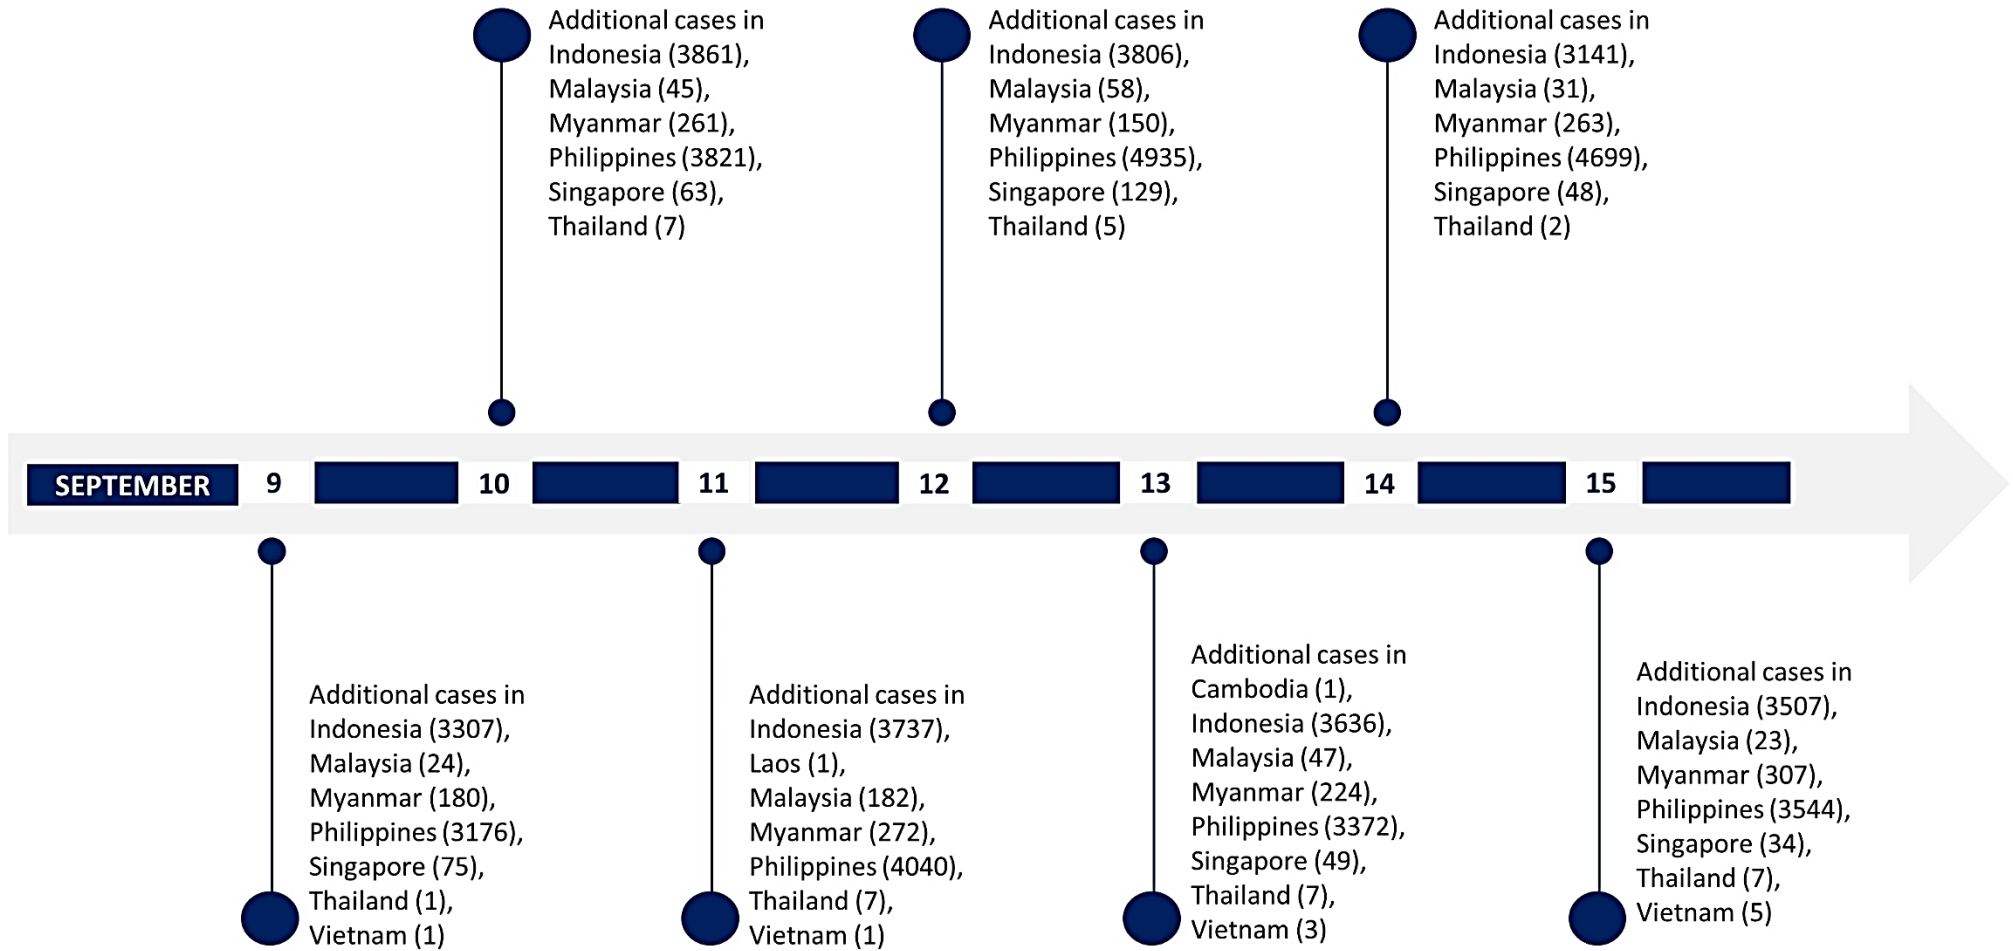 Additional cases in
Indonesia (3861),
Malaysia (45),
Myanmar (261),
Philippines (3821),
Singapore (63),
Thailand (7)
Additional cases in
Indonesia (3806),
Malaysia (58),
Myanmar (150),
Philippines (4935),
Singapore (129),
Thailand (5)
Additional cases in
Indonesia (3141),
Malaysia (31),
Myanmar (263),
Philippines (4699),
Singapore (48),
Thailand (2)
SEPTEMBER 9 10 11 12 13 14 15
Additional cases in
Indonesia (3307),
Malaysia (24),
Myanmar (180),
Philippines (3176),
Singapore (75),
Thailand (1),
Vietnam (1)
Additional cases in
Indonesia (3737),
Laos (1),
Malaysia (182),
Myanmar (272),
Philippines (4040),
Thailand (7),
Vietnam (1)
Additional cases in
Cambodia (1),
Indonesia (3636),
Malaysia (47),
Myanmar (224),
Philippines (3372),
Singapore (49),
Thailand (7),
Vietnam (3)
Additional cases in
Indonesia (3507),
Malaysia (23),
Myanmar (307),
Philippines (3544),
Singapore (34),
Thailand (7),
Vietnam (5)